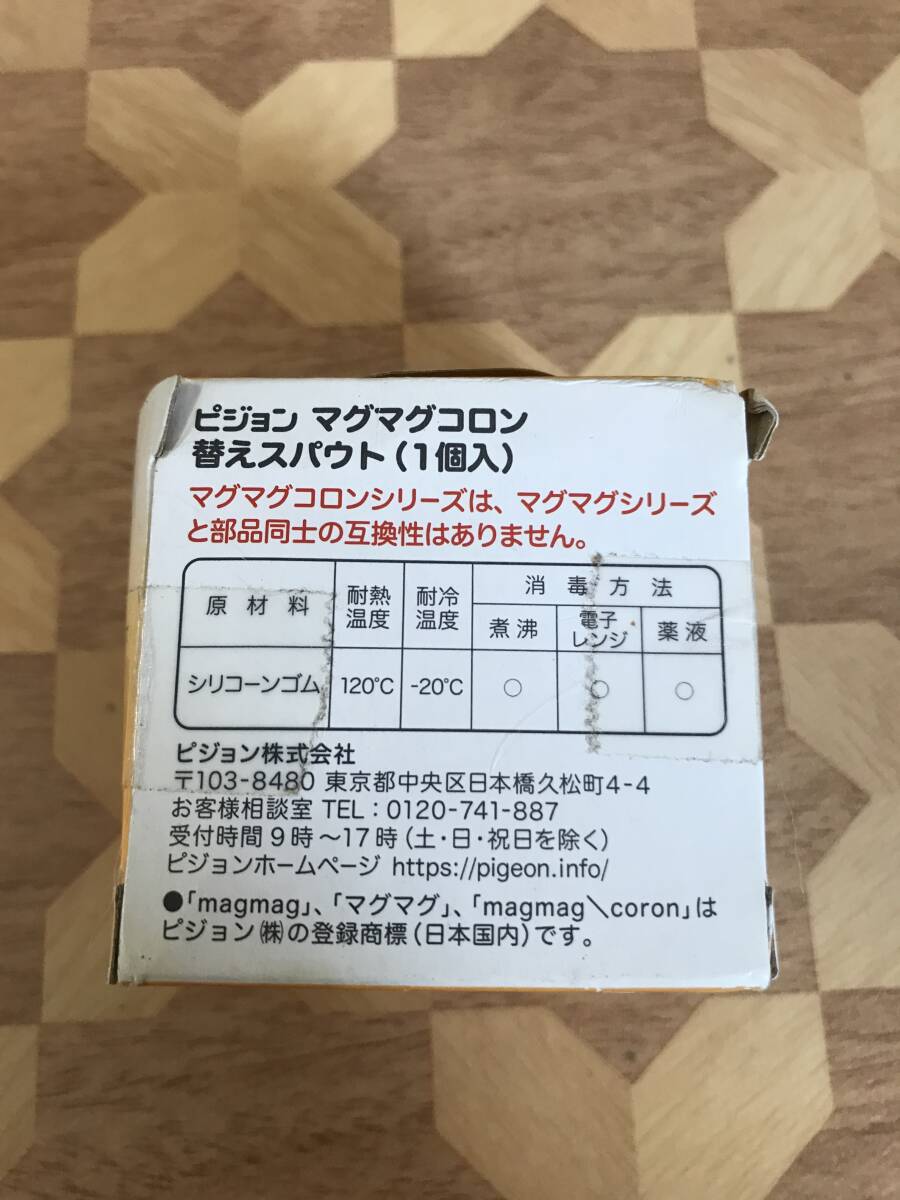 ピジョン マグマグコロン
替えスパウト(1個入)
マグマグコロンシリーズは、マグマグシリーズ
と部品同士の互換性はありません。
原材料 耐熱温度 耐冷温度 消毒方法
煮沸 電子レンジ 薬液
シリコーンゴム 120℃ -20℃ ○ ○ ○
ピジョン株式会社
〒103-8480 東京都中央区日本橋久松町4-4
お客様相談室 TEL:0120-741-887
受付時間9時〜17時(土・日・祝日を除く)
ピジョンホームページ https://pigeon.info/
●「magmag」、「マグマグ」、「magmag\coron」は
ピジョン㈱の登録商標(日本国内)です。